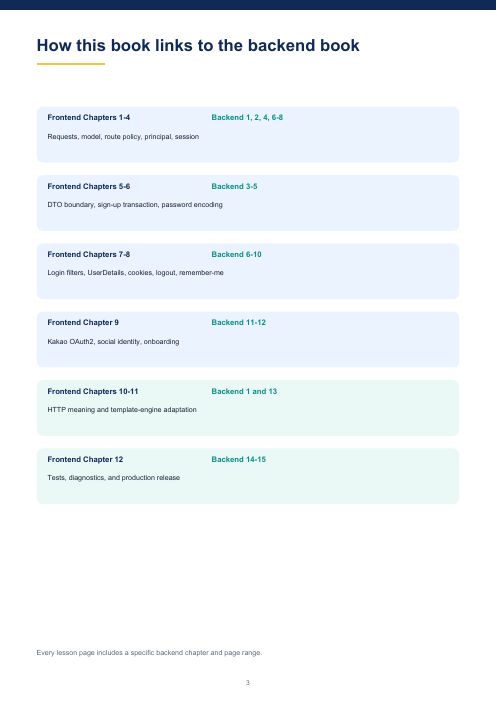 How this book links to the backend book
Frontend Chapters 1-4 Backend 1, 2, 4, 6-8
Requests, model, route policy, principal, session
Frontend Chapters 5-6 Backend 3-5
DTO boundary, sign-up transaction, password encoding
Frontend Chapters 7-8 Backend 6-10
Login filters, UserDetails, cookies, logout, remember-me
Frontend Chapter 9 Backend 11-12
Kakao OAuth2, social identity, onboarding
Frontend Chapters 10-11 Backend 1 and 13
HTTP meaning and template-engine adaptation
Frontend Chapter 12 Backend 14-15
Tests, diagnostics, and production release
Every lesson page includes a specific backend chapter and page range.
3